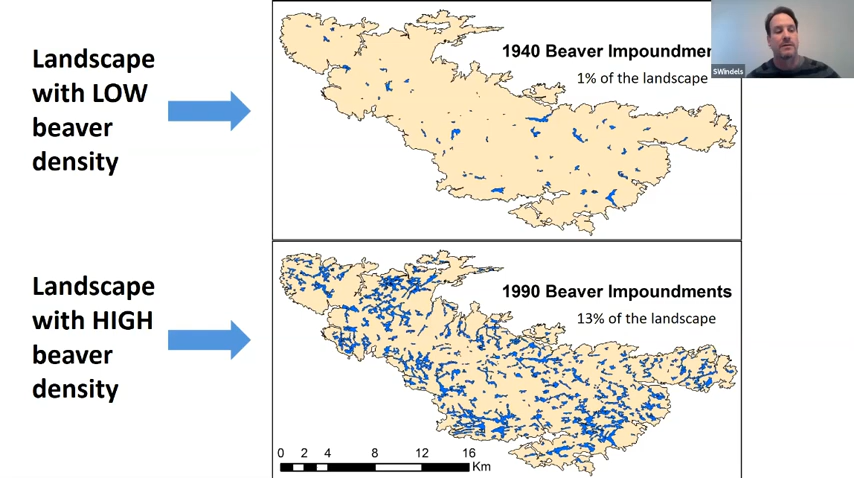 Landscape
with LOW
beaver
density
1940 Beaver Impoundmen
1% of the landscape
SWindels
Landscape
with HIGH
beaver
density
1990 Beaver Impoundments
13% of the landscape
0 2 4 8 12 16
Km